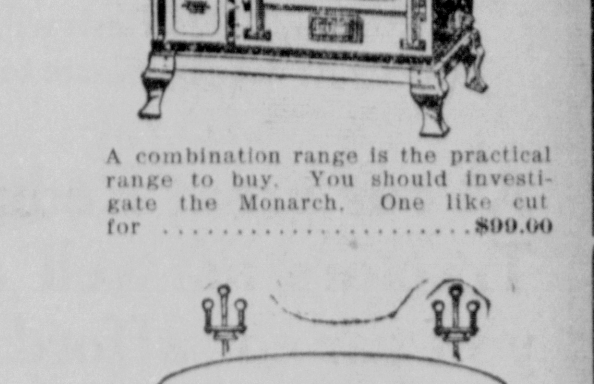 A combination range is the practical
range to buy. You should investi-
gate the Monarch. One like cut
for ......................$99.00